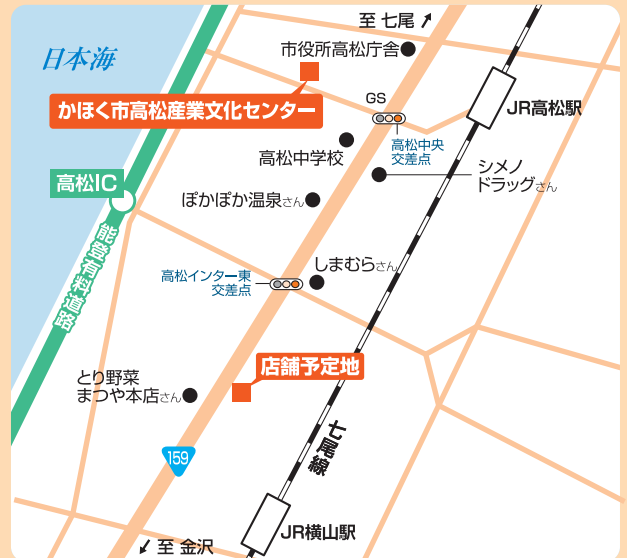 至 七尾
市役所高松庁舎
日本海
かほく市高松産業文化センター
GS
JR高松駅
高松中央
交差点
高松中学校
シメノ
ドラッグさん
高松IC
ぽかぽか温泉さん
能登有料道路
しまむらさん
高松インター東
交差点
店舗予定地
とり野菜
まつや本店さん
七尾線
159
JR横山駅
至 金沢